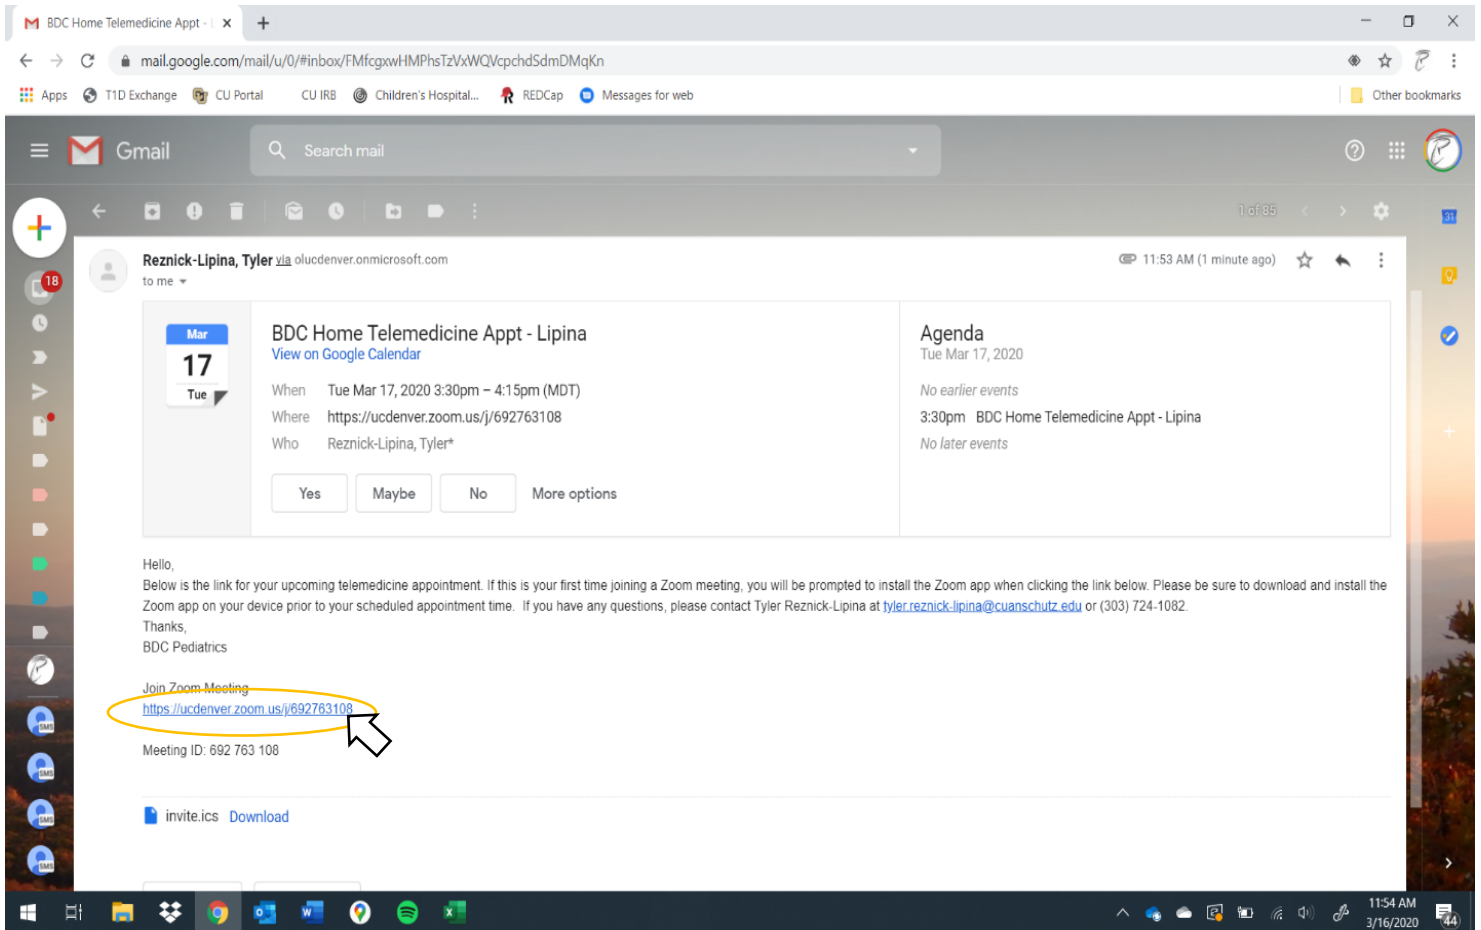 BDC Home Telemedicine Appt -
mail.google.com/mail/u/0/#inbox/FMfcgxwHMPhsTzVxWQVcpchdSdmDMqKn
Apps T1D Exchange CU Portal CU IRB Children's Hospital... REDCap Messages for web Other bookmarks
Gmail Search mail
1 of 85
31
18
Reznick-Lipina, Tyler via olucdenver.onmicrosoft.com 11:53 AM (1 minute ago)
to me
Mar
17
Tue
BDC Home Telemedicine Appt - Lipina
View on Google Calendar
When Tue Mar 17, 2020 3:30pm – 4:15pm (MDT)
Where https://ucdenver.zoom.us/j/692763108
Who Reznick-Lipina, Tyler*
Yes Maybe No More options
Agenda
Tue Mar 17, 2020
No earlier events
3:30pm BDC Home Telemedicine Appt - Lipina
No later events
Hello,
Below is the link for your upcoming telemedicine appointment. If this is your first time joining a Zoom meeting, you will be prompted to install the Zoom app when clicking the link below. Please be sure to download and install the
Zoom app on your device prior to your scheduled appointment time. If you have any questions, please contact Tyler Reznick-Lipina at tyler.reznick-lipina@cuanschutz.edu or (303) 724-1082.
Thanks,
BDC Pediatrics
Join Zoom Meeting
https://ucdenver.zoom.us/j/692763108
Meeting ID: 692 763 108
invite.ics Download
SMS
SMS
SMS
SMS
11:54 AM
3/16/2020
44